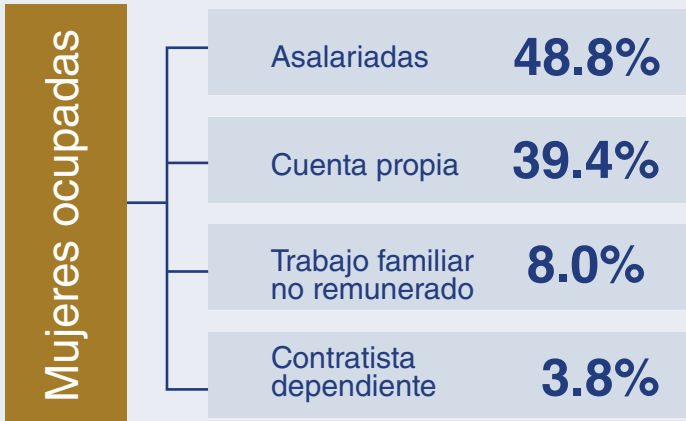 Mujeres ocupadas
Asalariadas 48.8%
Cuenta propia 39.4%
Trabajo familiar
no remunerado 8.0%
Contratista
dependiente 3.8%